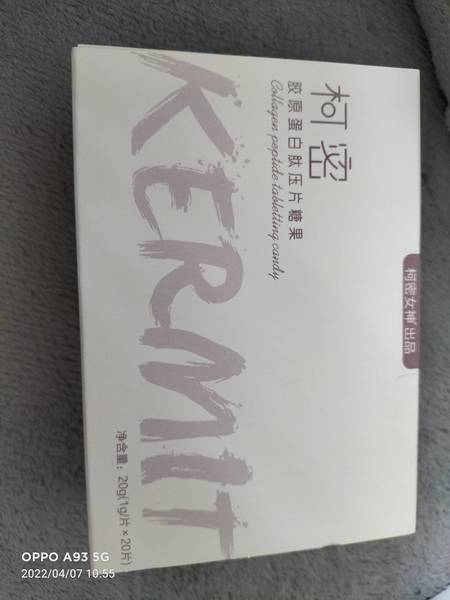 柯密
胶原蛋白肽压片糖果
Collagen peptide tabletting candy
KERMIT
柯密女神®出品
净含量：20g(1g/片×20片)
OPPO A93 5G
2022/04/07 10:55